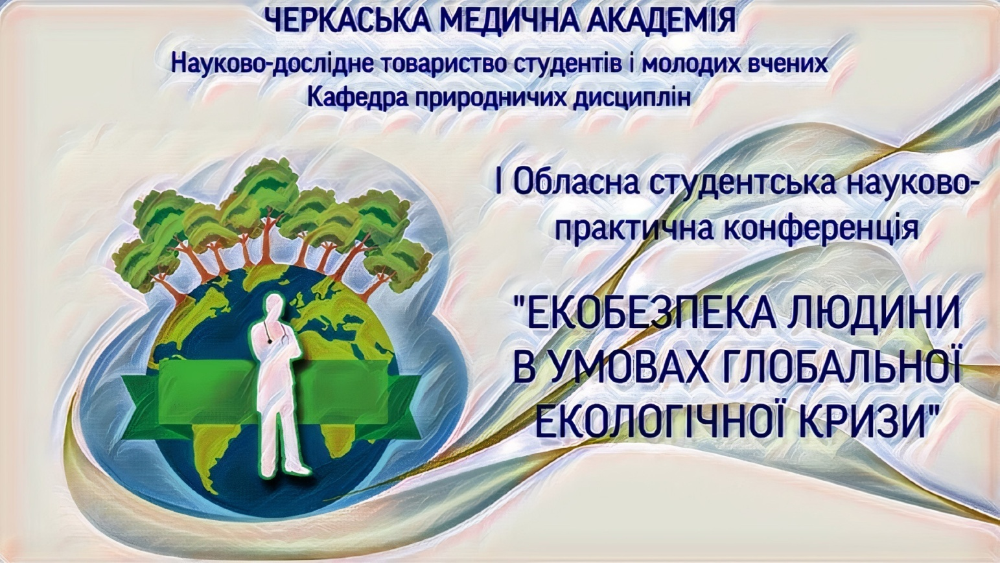 ЧЕРКАСЬКА МЕДИЧНА АКАДЕМІЯ
Науково-дослідне товариство студентів і молодих вчених
Кафедра природничих дисциплін
І Обласна студентська науково-
практична конференція
"ЕКОБЕЗПЕКА ЛЮДИНИ
В УМОВАХ ГЛОБАЛЬНОЇ
ЕКОЛОГІЧНОЇ КРИЗИ"